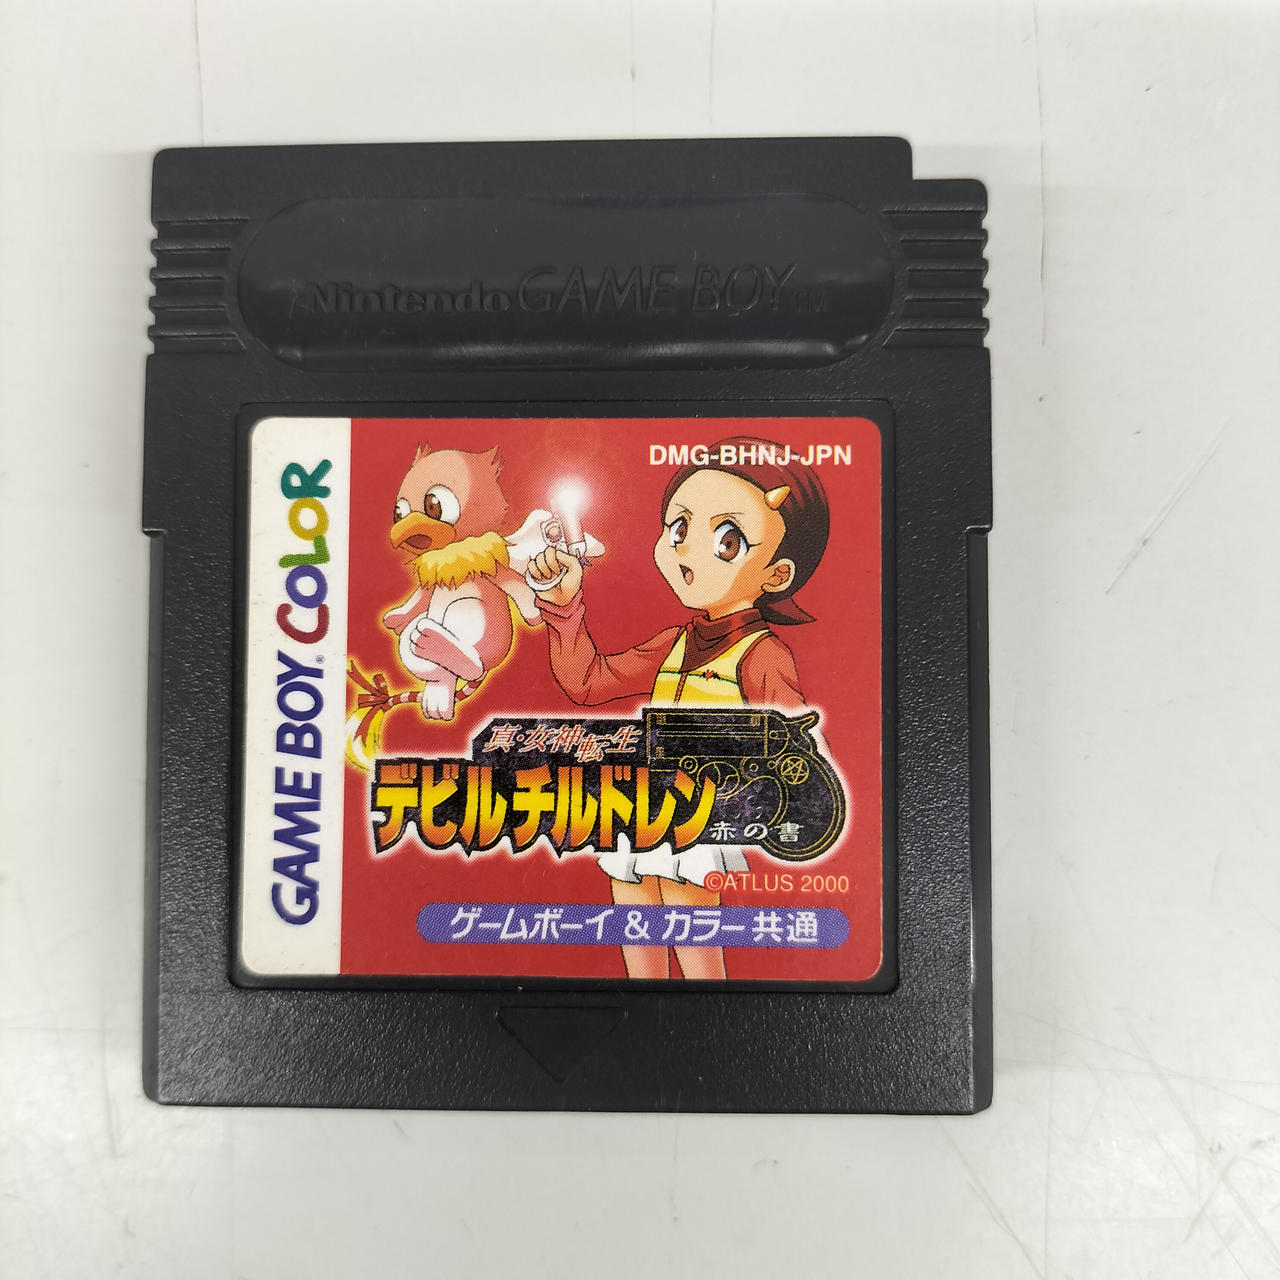 Nintendo GAME BOY TM
GAME BOY® COLOR
DMG-BHNJ-JPN
真・女神転生
デビルチルドレン
赤の書
©ATLUS 2000
ゲームボーイ & カラー共通